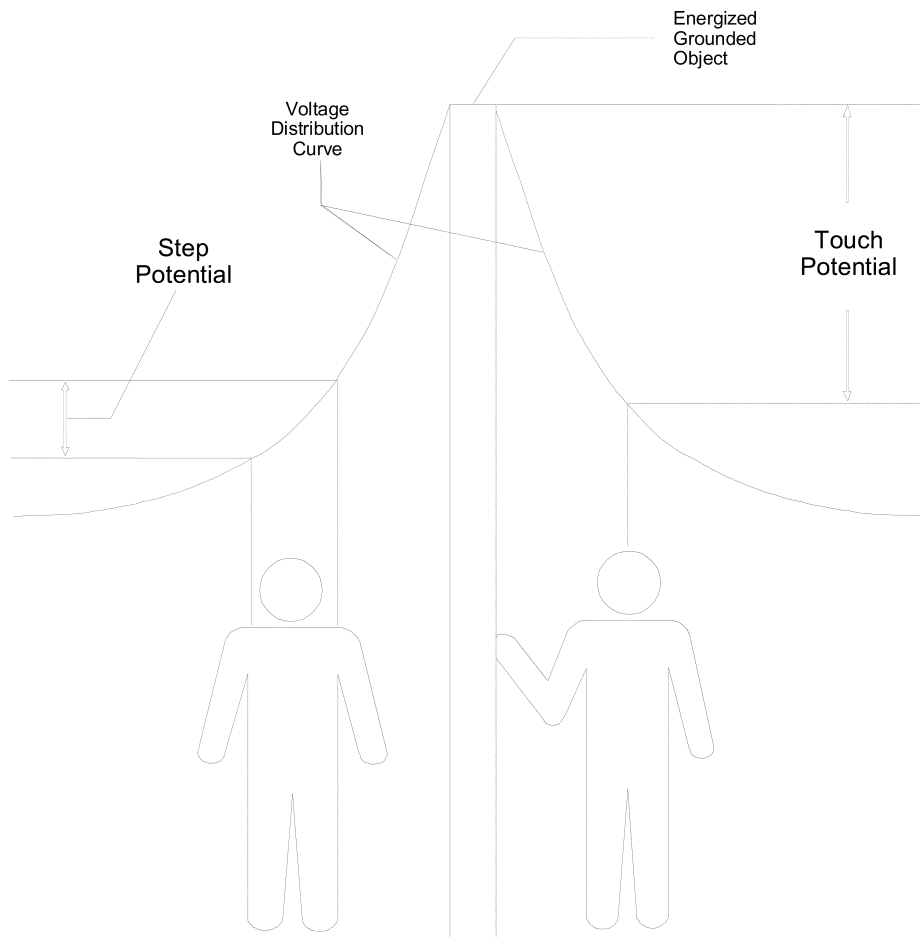 Energized
Grounded
Object
Voltage
Distribution
Curve
Step
Potential
Touch
Potential